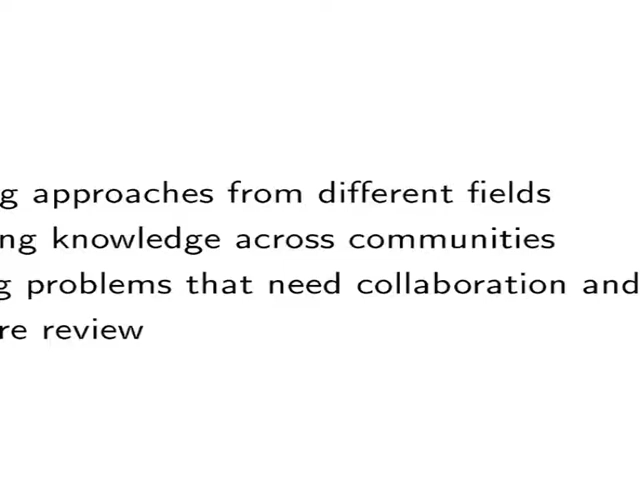 g approaches from different fields
ng knowledge across communities
g problems that need collaboration and
re review